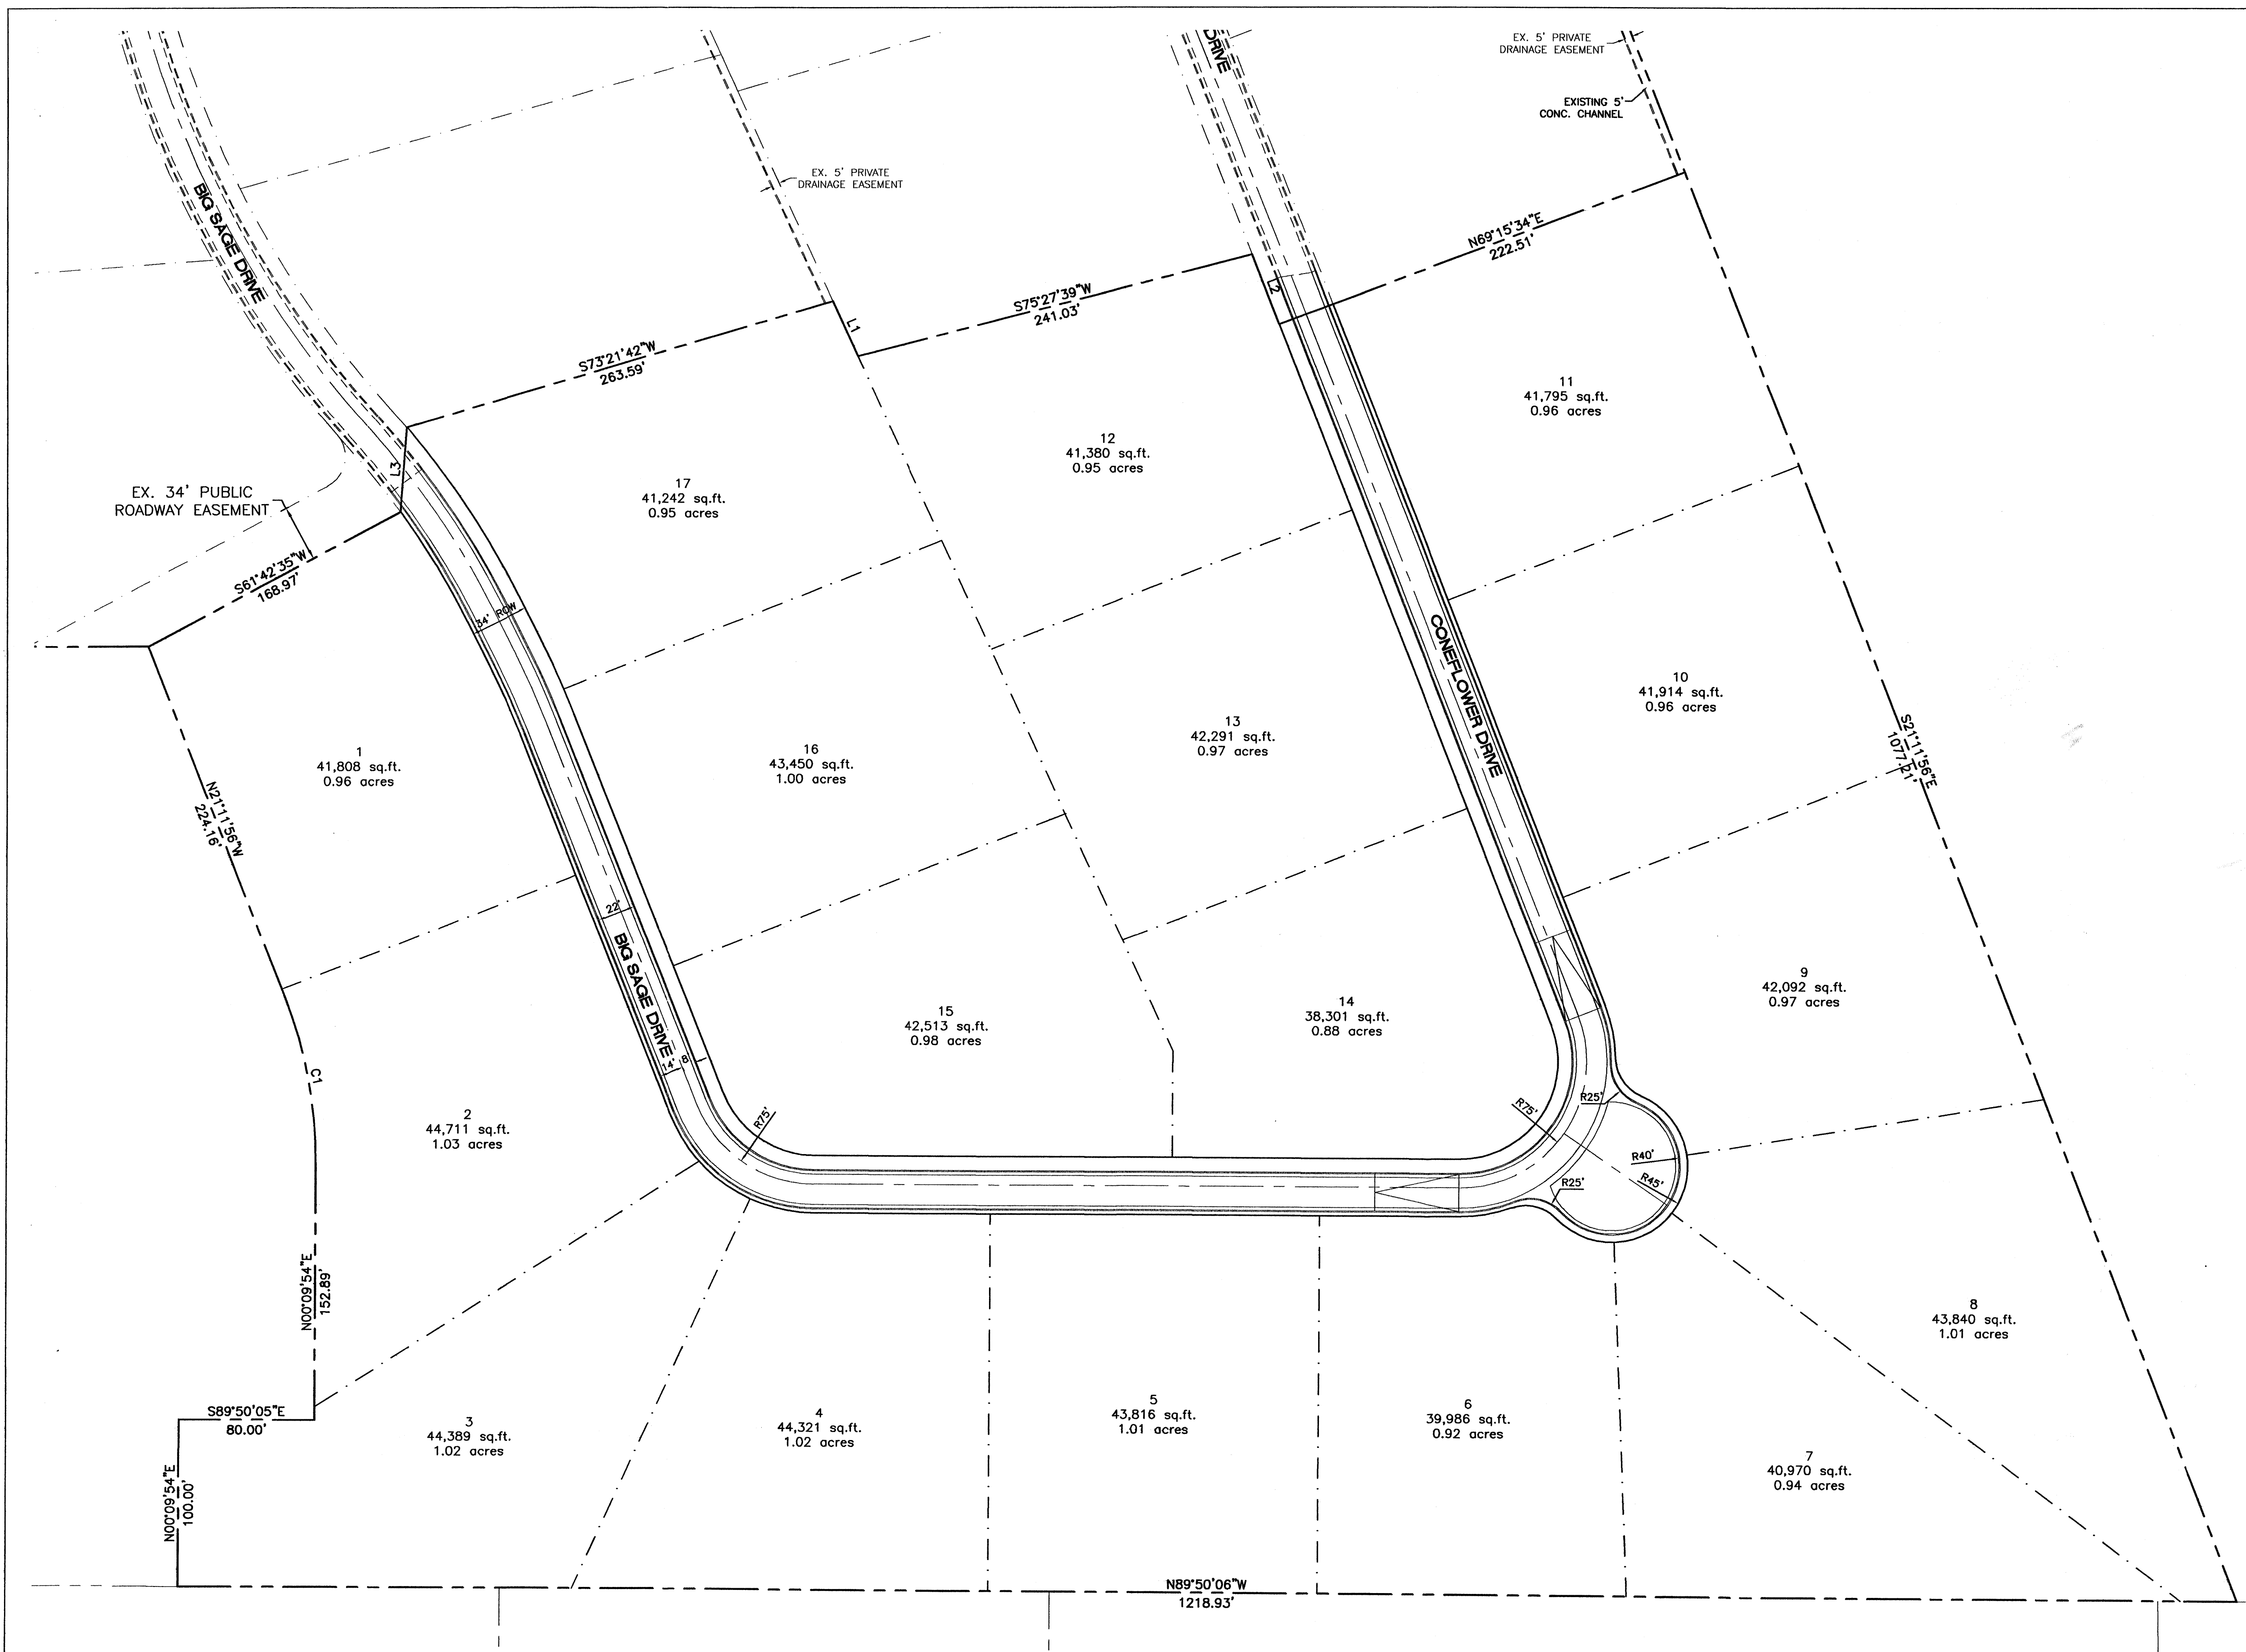 DRIVE
EX. 5' PRIVATE
DRAINAGE EASEMENT
EXISTING 5'
CONC. CHANNEL
EX. 5' PRIVATE
DRAINAGE EASEMENT
BIG SAGE DRIVE
N69°15'34"E
222.51'
L2
S75°27'39"W
241.03'
L1
S73°21'42"W
263.59'
11
41,795 sq.ft.
0.96 acres
12
41,380 sq.ft.
0.95 acres
L3
17
41,242 sq.ft.
0.95 acres
EX. 34' PUBLIC
ROADWAY EASEMENT
S61°42'35"W
168.97'
34' ROW
CONEFLOWER DRIVE
10
41,914 sq.ft.
0.96 acres
S21°11'56"E
1077.21'
13
42,291 sq.ft.
0.97 acres
16
43,450 sq.ft.
1.00 acres
1
41,808 sq.ft.
0.96 acres
N21°11'56"W
224.16'
22'
BIG SAGE DRIVE
9
42,092 sq.ft.
0.97 acres
14
38,301 sq.ft.
0.88 acres
15
42,513 sq.ft.
0.98 acres
14'
8
C1
2
44,711 sq.ft.
1.03 acres
R75'
R75'
R25'
R40'
R45'
R25'
N00°09'54"E
152.89'
8
43,840 sq.ft.
1.01 acres
S89°50'05"E
80.00'
3
44,389 sq.ft.
1.02 acres
4
44,321 sq.ft.
1.02 acres
5
43,816 sq.ft.
1.01 acres
6
39,986 sq.ft.
0.92 acres
7
40,970 sq.ft.
0.94 acres
N00°09'54"E
100.00'
N89°50'06"W
1218.93'